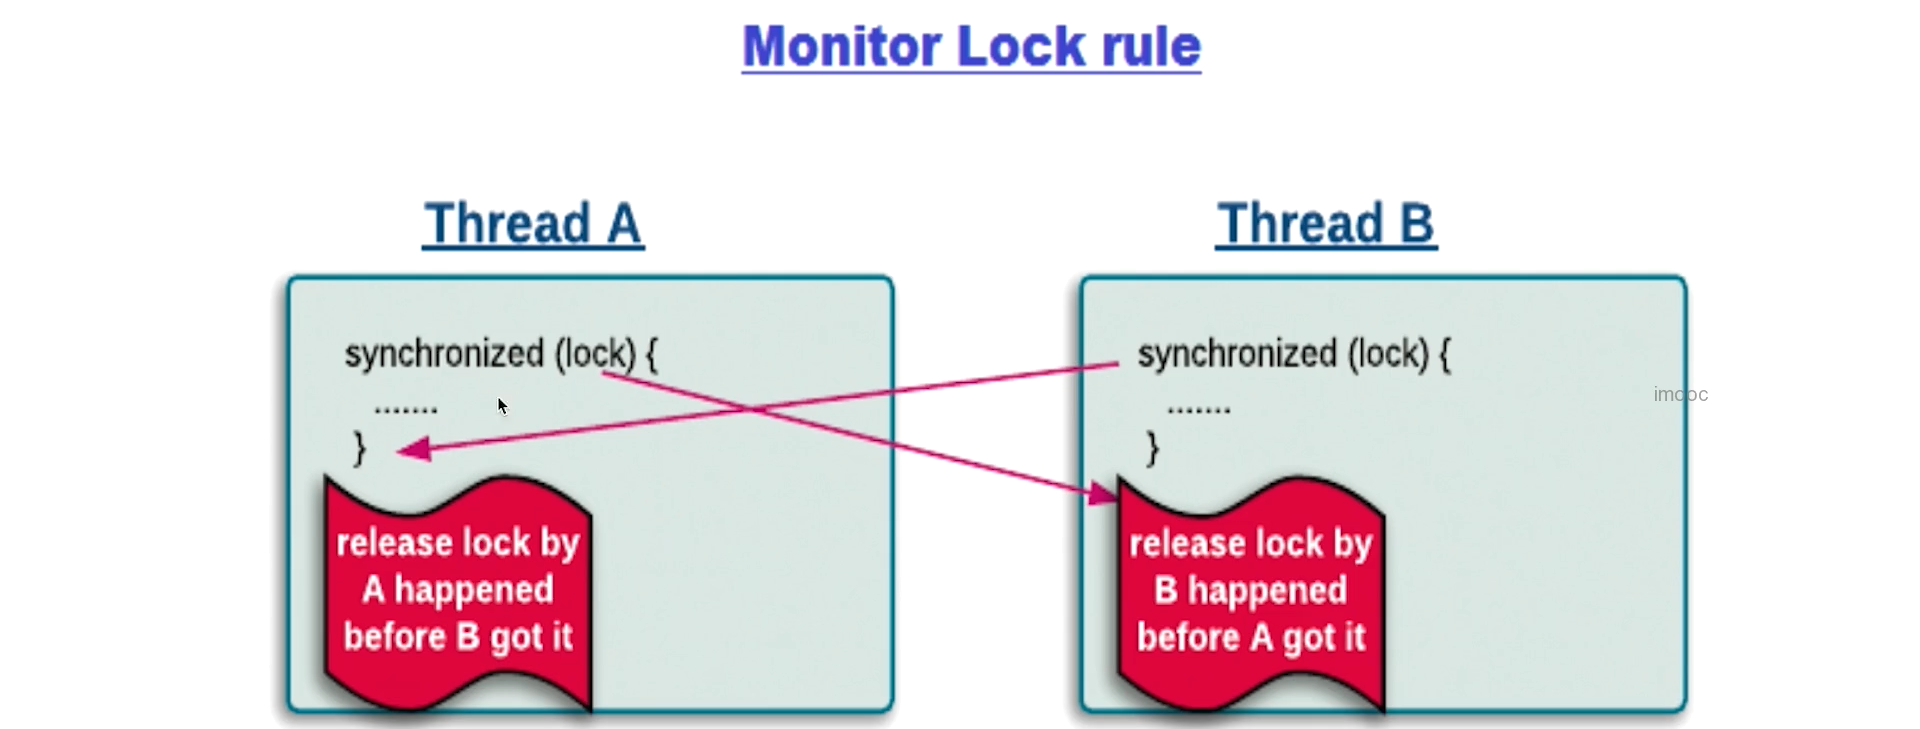 Monitor Lock rule
Thread A
synchronized (lock) {
.......
}
release lock by
A happened
before B got it
Thread B
synchronized (lock) {
.......
}
release lock by
B happened
before A got it
imooc